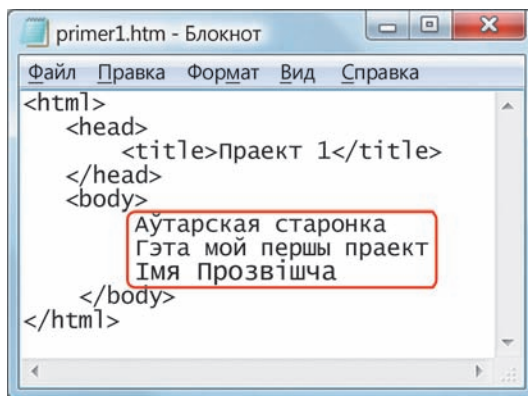 primer1.htm - Блокнот
Файл Правка Формат Вид Справка
<html>
<head>
<title>Праект 1</title>
</head>
<body>
Аўтарская старонка
Гэта мой першы праект
Імя Прозвішча
</body>
</html>